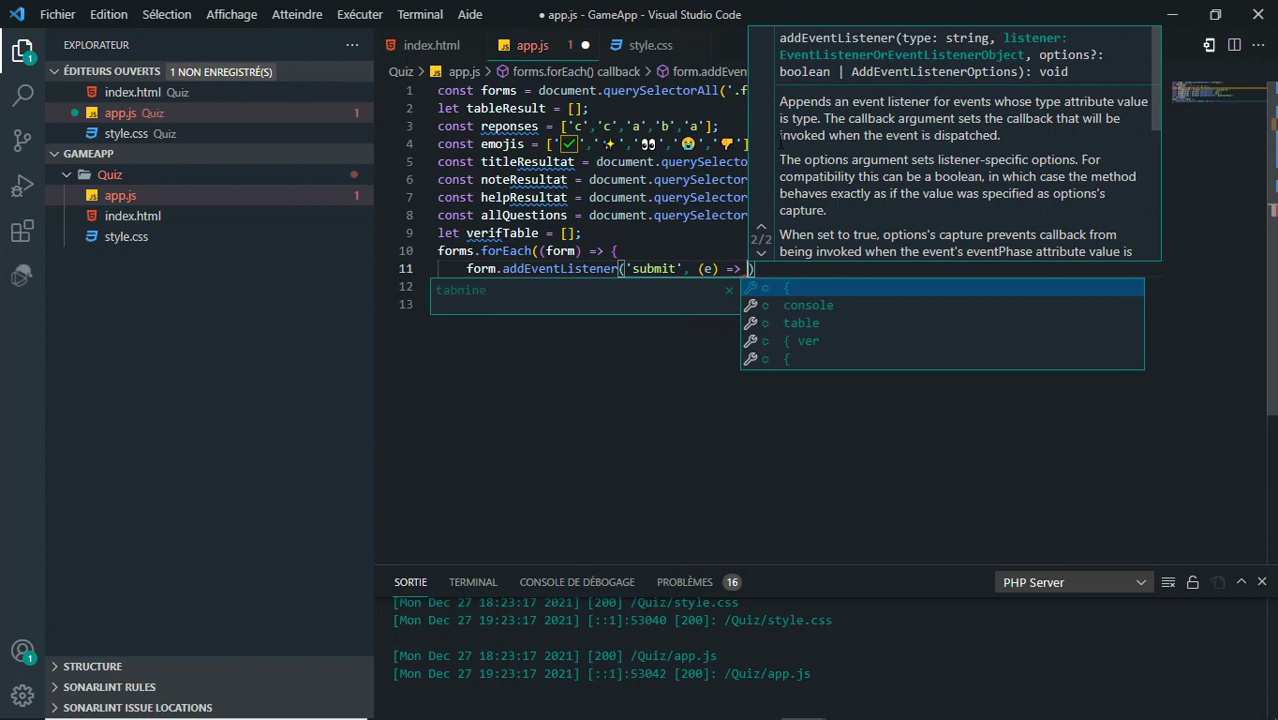 Fichier Edition Sélection Affichage Atteindre Exécuter Terminal Aide
● app.js - GameApp - Visual Studio Code
EXPLORATEUR
ÉDITEURS OUVERTS 1 NON ENREGISTRÉ(S)
index.html Quiz
app.js Quiz 1
style.css Quiz
GAMEAPP
Quiz
app.js 1
index.html
style.css
STRUCTURE
SONARLINT RULES
SONARLINT ISSUE LOCATIONS
1
1
index.html app.js 1 ● style.css
Quiz > app.js > forms.forEach() callback > form.addEven
1 const forms = document.querySelectorAll('.f
2 let tableResult = [];
3 const reponses = ['c','c','a','b','a'];
4 const emojis = ['✅','✨','👀','😭','👎']
5 const titleResultat = document.querySelecto
6 const noteResultat = document.querySelector
7 const helpResultat = document.querySelector
8 const allQuestions = document.querySelector
9 let verifTable = [];
10 forms.forEach((form) => {
11 form.addEventListener('submit', (e) => )
12
13
addEventListener(type: string, listener:
EventListenerOrEventListenerObject, options?:
boolean | AddEventListenerOptions): void
Appends an event listener for events whose type attribute value
is type. The callback argument sets the callback that will be
invoked when the event is dispatched.
The options argument sets listener-specific options. For
compatibility this can be a boolean, in which case the method
behaves exactly as if the value was specified as options's
capture.
When set to true, options's capture prevents callback from
being invoked when the event's eventPhase attribute value is
2/2
tabnine ×
{
console
table
{ ver
{
SORTIE TERMINAL CONSOLE DE DÉBOGAGE PROBLÈMES 16 PHP Server
[Mon Dec 27 18:23:17 2021] [200] /Quiz/style.css
[Mon Dec 27 19:23:17 2021] [::1]:53040 [200]: /Quiz/style.css
[Mon Dec 27 18:23:17 2021] [200] /Quiz/app.js
[Mon Dec 27 19:23:17 2021] [::1]:53042 [200]: /Quiz/app.js